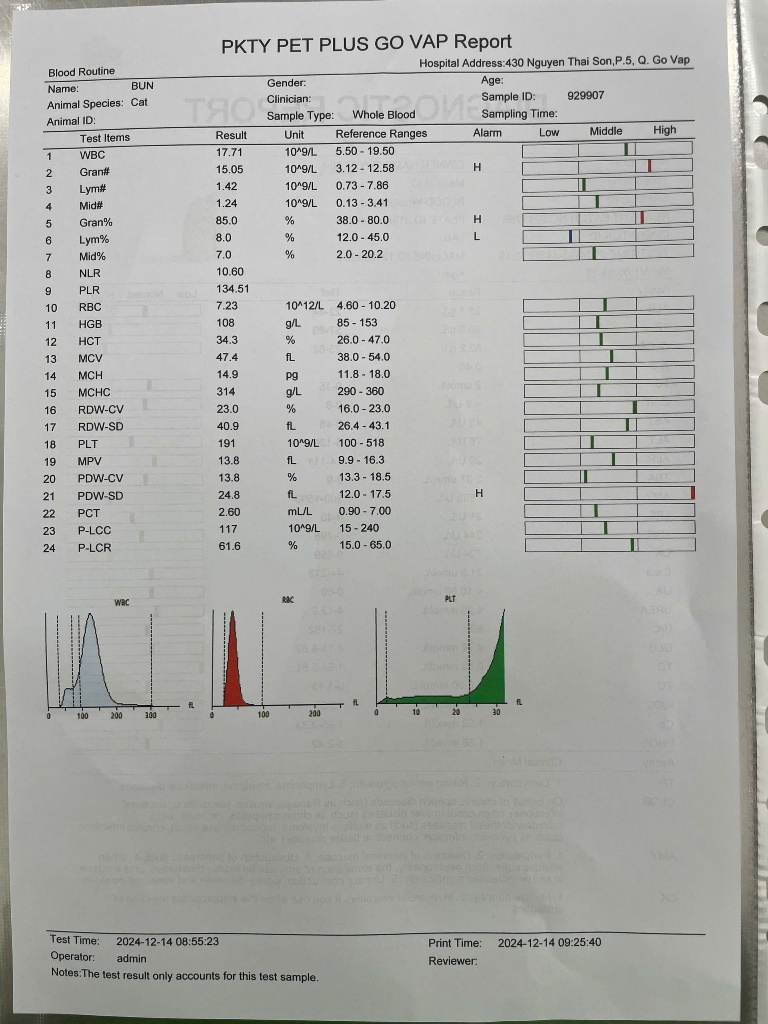 PKTY PET PLUS GO VAP Report
Hospital Address:430 Nguyen Thai Son,P.5, Q. Go Vap
Blood Routine
Name: BUN Gender: Age:
Animal Species: Cat Clinician: Sample ID: 929907
Animal ID: Sample Type: Whole Blood Sampling Time:
Test Items Result Unit Reference Ranges Alarm Low Middle High
1 WBC 17.71 10^9/L 5.50 - 19.50
2 Gran# 15.05 10^9/L 3.12 - 12.58 H
3 Lym# 1.42 10^9/L 0.73 - 7.86
4 Mid# 1.24 10^9/L 0.13 - 3.41
5 Gran% 85.0 % 38.0 - 80.0 H
6 Lym% 8.0 % 12.0 - 45.0 L
7 Mid% 7.0 % 2.0 - 20.2
8 NLR 10.60
9 PLR 134.51
10 RBC 7.23 10^12/L 4.60 - 10.20
11 HGB 108 g/L 85 - 153
12 HCT 34.3 % 26.0 - 47.0
13 MCV 47.4 fL 38.0 - 54.0
14 MCH 14.9 pg 11.8 - 18.0
15 MCHC 314 g/L 290 - 360
16 RDW-CV 23.0 % 16.0 - 23.0
17 RDW-SD 40.9 fL 26.4 - 43.1
18 PLT 191 10^9/L 100 - 518
19 MPV 13.8 fL 9.9 - 16.3
20 PDW-CV 13.8 % 13.3 - 18.5
21 PDW-SD 24.8 fL 12.0 - 17.5 H
22 PCT 2.60 mL/L 0.90 - 7.00
23 P-LCC 117 10^9/L 15 - 240
24 P-LCR 61.6 % 15.0 - 65.0
WBC RBC PLT
0 100 200 300 fL 0 100 200 fL 0 10 20 30 fL
Test Time: 2024-12-14 08:55:23 Print Time: 2024-12-14 09:25:40
Operator: admin Reviewer:
Notes:The test result only accounts for this test sample.